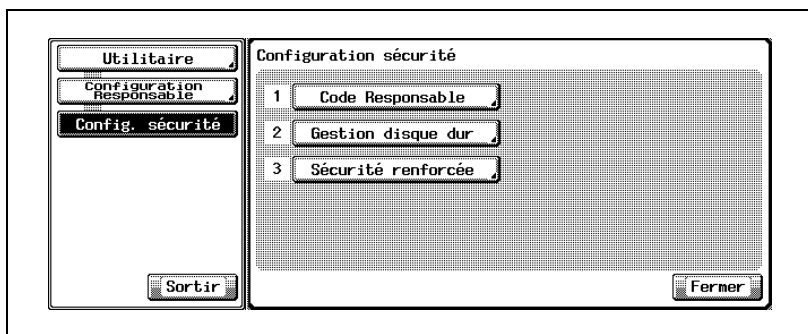 Utilitaire
Configuration
Responsable
Config. sécurité
Sortir
Configuration sécurité
1 Code Responsable
2 Gestion disque dur
3 Sécurité renforcée
Fermer